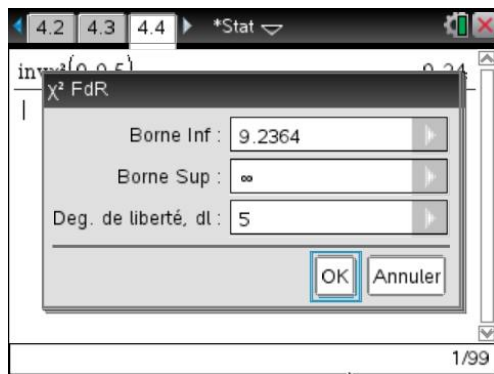 4.2 4.3 4.4 *Stat
χ² FdR
Borne Inf : 9.2364
Borne Sup : ∞
Deg. de liberté, dl : 5
OK Annuler
1/99